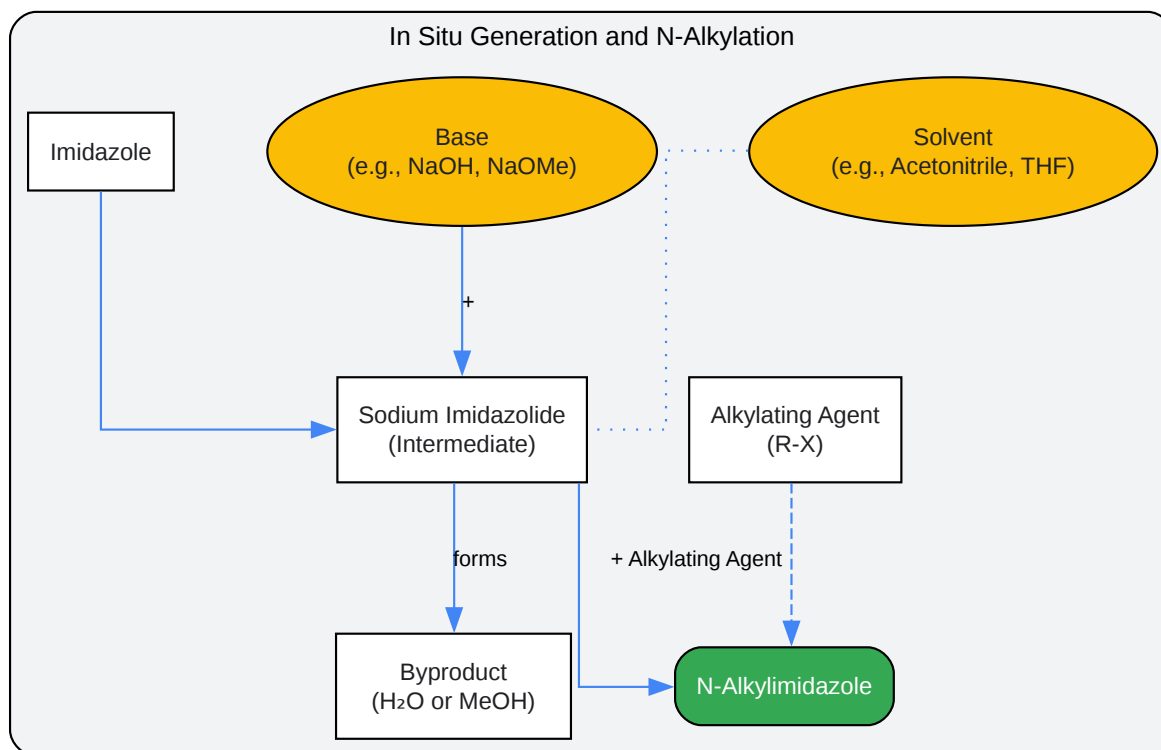 In Situ Generation and N-Alkylation
Imidazole
Base
(e.g., NaOH, NaOMe)
Solvent
(e.g., Acetonitrile, THF)
+
Sodium Imidazolide
(Intermediate)
Alkylating Agent
(R-X)
forms
+ Alkylating Agent
Byproduct
(H₂O or MeOH)
N-Alkylimidazole